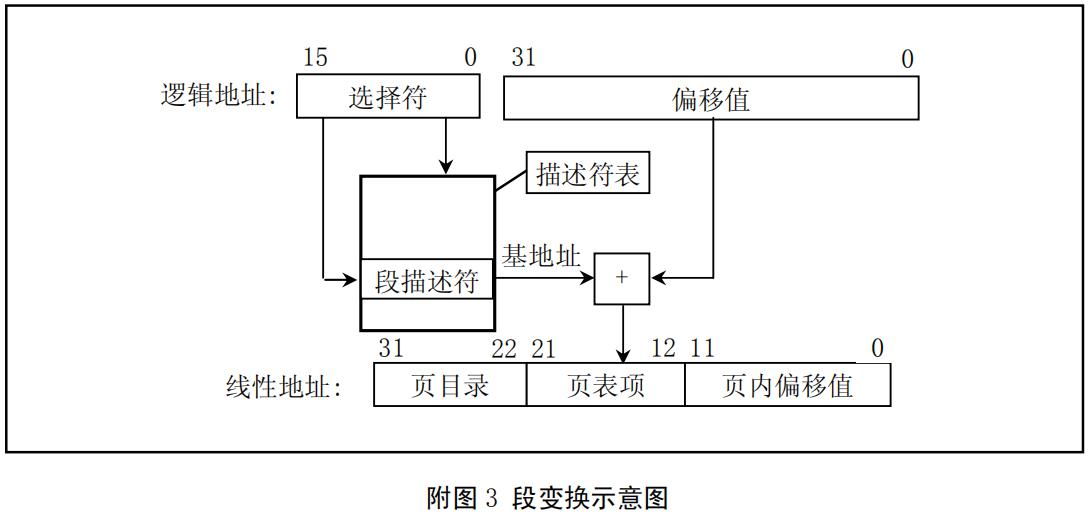 15 0 31 0
逻辑地址: 选择符 偏移值
描述符表
基地址
段描述符 +
31 22 21 12 11 0
线性地址: 页目录 页表项 页内偏移值
附图 3 段变换示意图